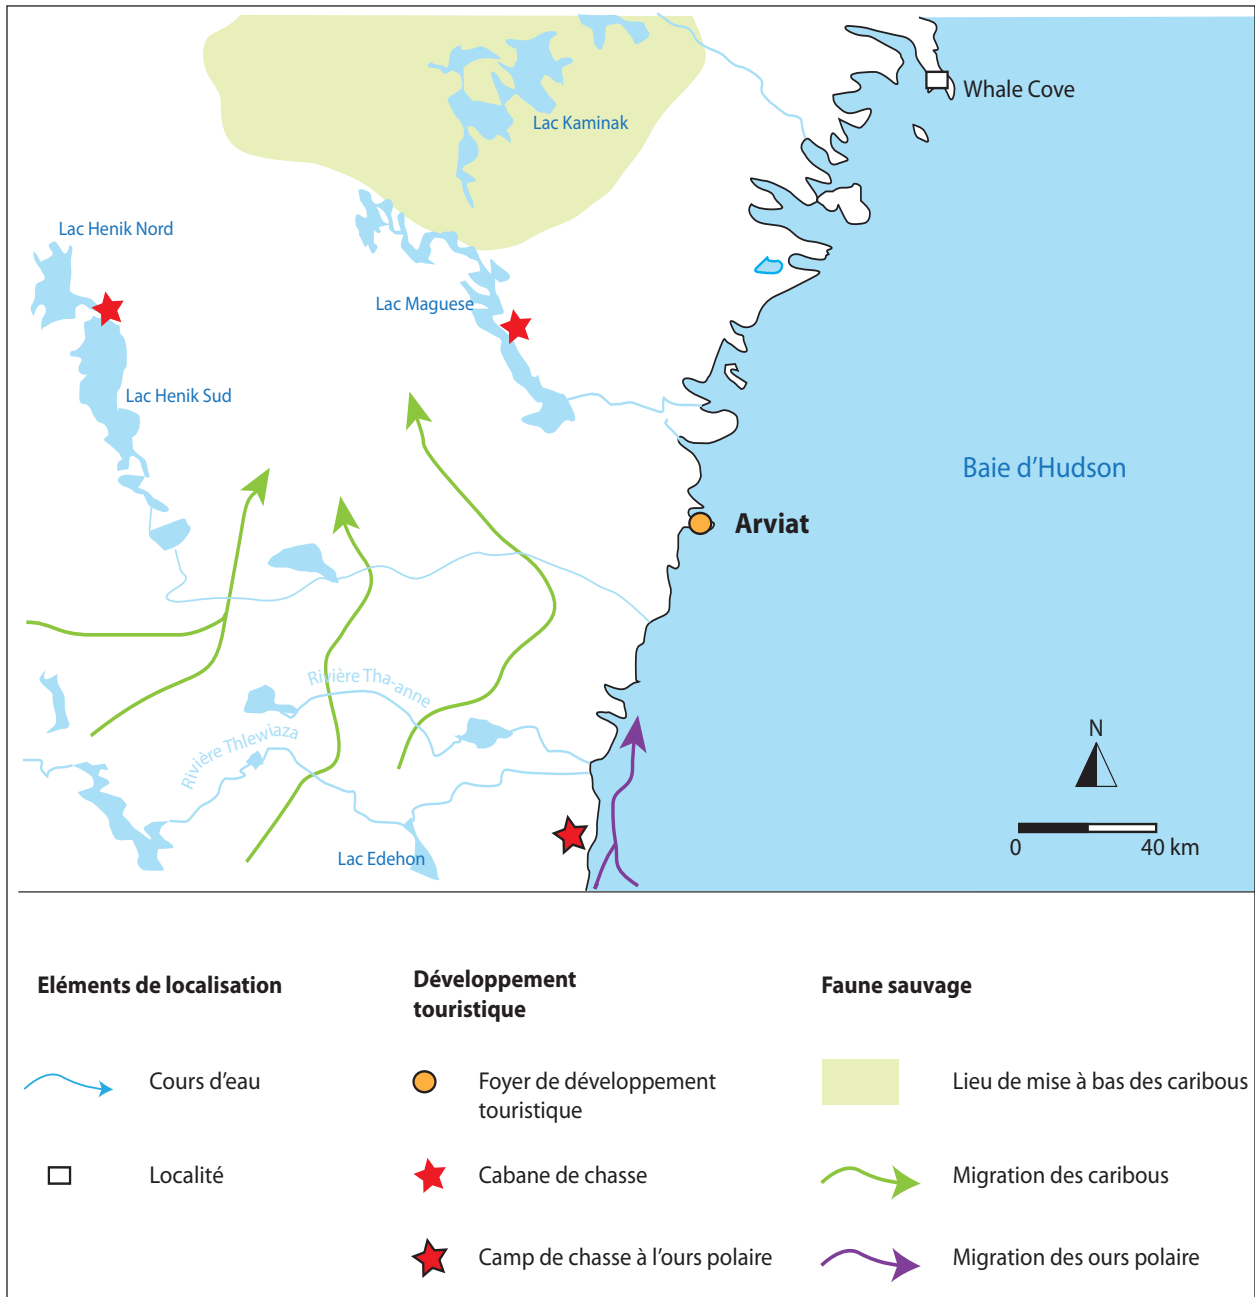 Whale Cove
Lac Kaminak
Lac Henik Nord
Lac Maguese
Lac Henik Sud
Baie d'Hudson
Arviat
Rivière Tha-anne
Rivière Thlewiaza
N
Lac Edehon
0 40 km
Eléments de localisation
Cours d'eau
Localité
Développement
touristique
Foyer de développement
touristique
Cabane de chasse
Camp de chasse à l'ours polaire
Faune sauvage
Lieu de mise à bas des caribous
Migration des caribous
Migration des ours polaire